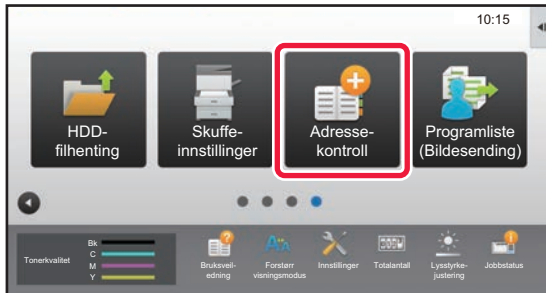 10:15
HDD-
filhenting
Skuffe-
innstillinger
Adresse-
kontroll
Programliste
(Bildesending)
Tonerkvalitet
Bk
C
M
Y
Bruksveil-
edning
Forstørr
visningsmodus
Innstillinger
Totalantall
Lysstyrke-
justering
Jobbstatus